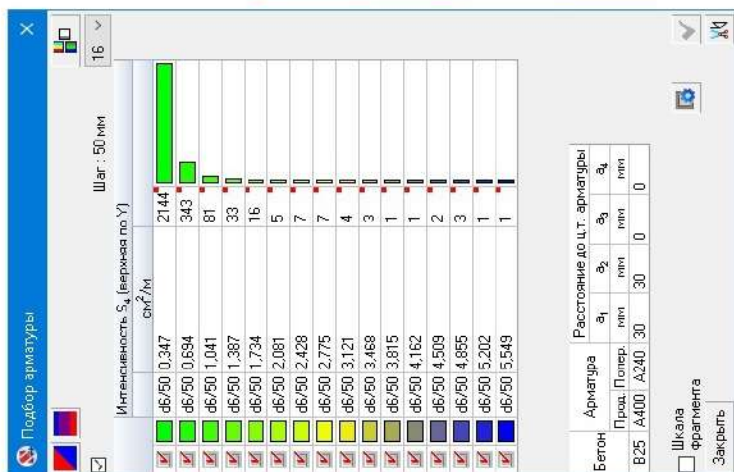 Подбор арматуры
Шаг : 50 мм
16
Интенсивность S4 (верхняя по Y)
см2/м
d6/50 0,347 2144
d6/50 0,694 343
d6/50 1,041 81
d6/50 1,387 33
d6/50 1,734 16
d6/50 2,081 5
d6/50 2,428 7
d6/50 2,775 7
d6/50 3,121 4
d6/50 3,468 3
d6/50 3,815 1
d6/50 4,162 1
d6/50 4,509 2
d6/50 4,855 3
d6/50 5,202 1
d6/50 5,549 1
Бетон Арматура Расстояние до ц.т. арматуры
Прод. Попер. a1 a2 a3 a4
мм мм мм мм
B25 A400 A240 30 30 0 0
Шкала
фрагмента
Закрыть